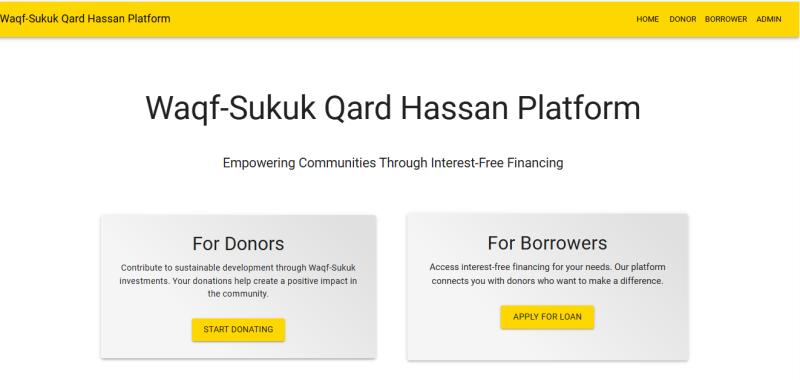 Waqf-Sukuk Qard Hassan Platform
HOME DONOR BORROWER ADMIN
Waqf-Sukuk Qard Hassan Platform
Empowering Communities Through Interest-Free Financing
For Donors
Contribute to sustainable development through Waqf-Sukuk
investments. Your donations help create a positive impact in
the community.
START DONATING
For Borrowers
Access interest-free financing for your needs. Our platform
connects you with donors who want to make a difference.
APPLY FOR LOAN